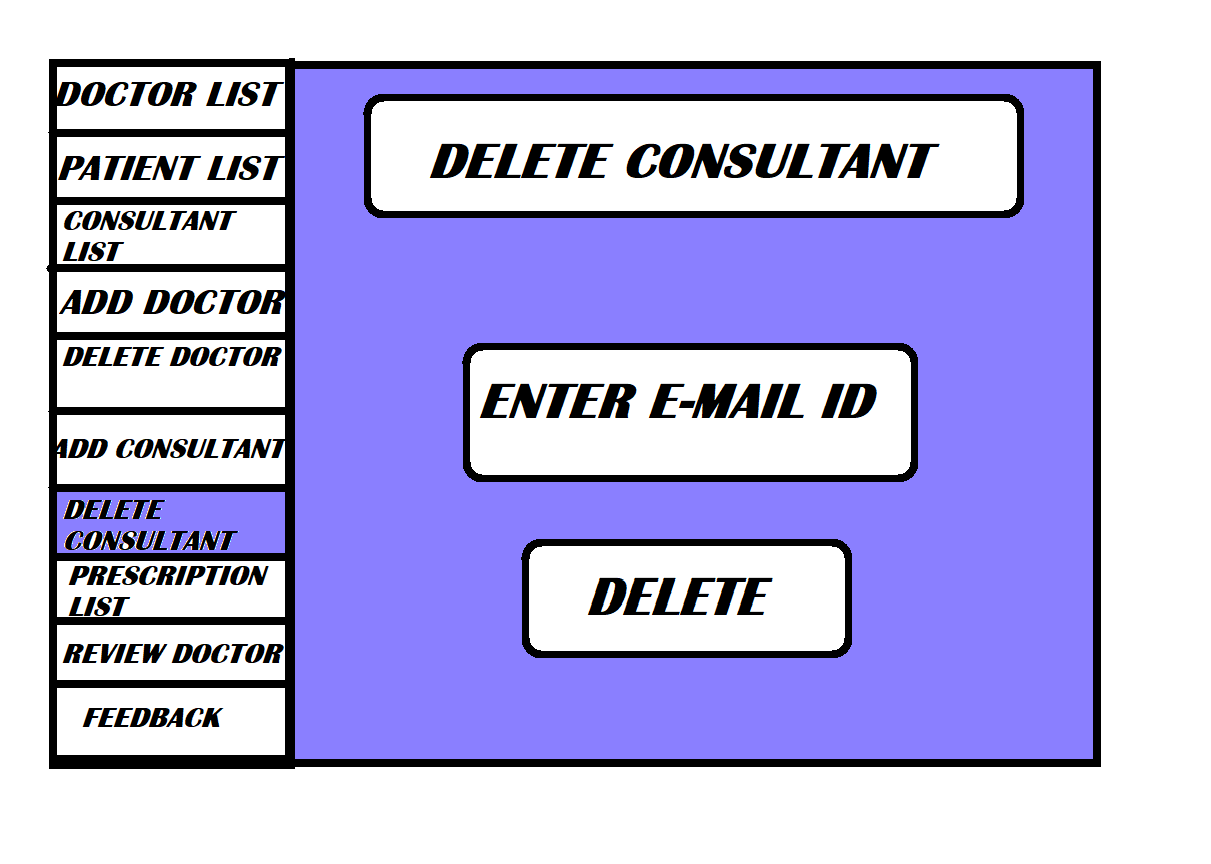 DOCTOR LIST
PATIENT LIST
CONSULTANT
LIST
ADD DOCTOR
DELETE DOCTOR
ADD CONSULTANT
DELETE
CONSULTANT
PRESCRIPTION
LIST
REVIEW DOCTOR
FEEDBACK
DELETE CONSULTANT
ENTER E-MAIL ID
DELETE